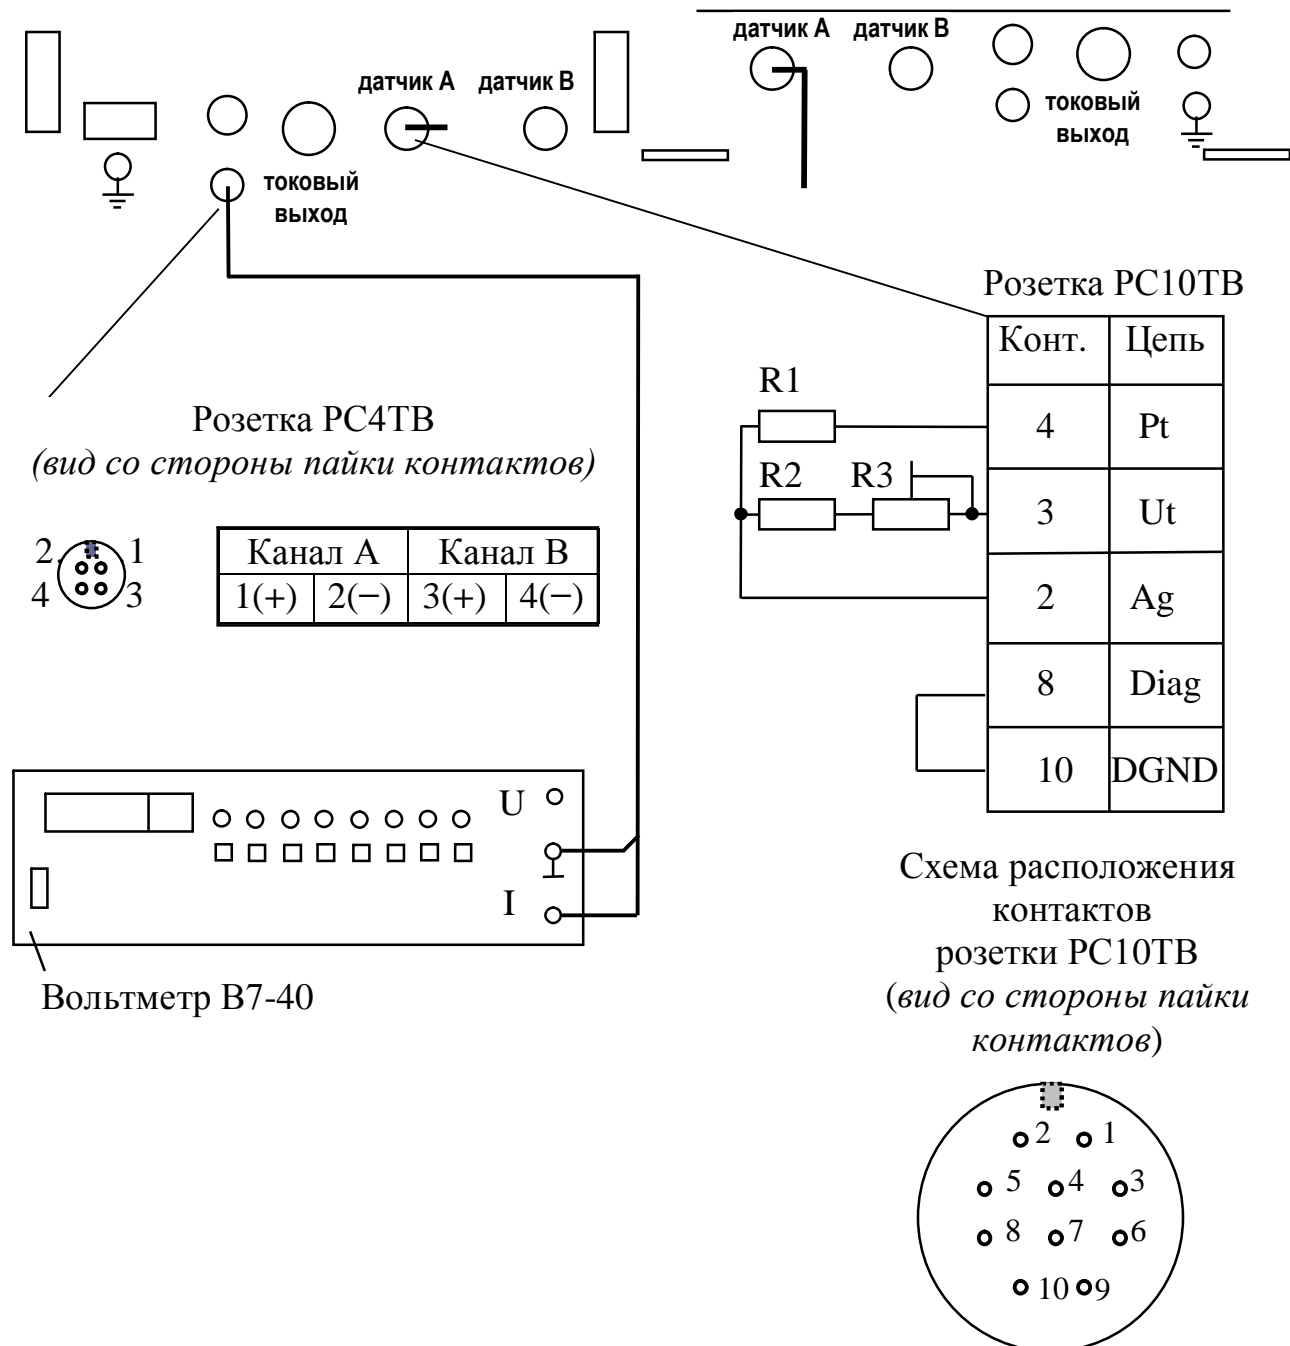 датчик А датчик В
токовый
выход
датчик А датчик В
токовый
выход
Розетка РС4ТВ
(вид со стороны пайки контактов)
2 1
4 3
Канал А Канал В
1(+) 2(−) 3(+) 4(−)
U
I
Вольтметр В7-40
Розетка РС10ТВ
Конт. Цепь
R1
4 Pt
R2 R3
3 Ut
2 Ag
8 Diag
10 DGND
Схема расположения
контактов
розетки РС10ТВ
(вид со стороны пайки
контактов)
2 1
5 4 3
8 7 6
10 9